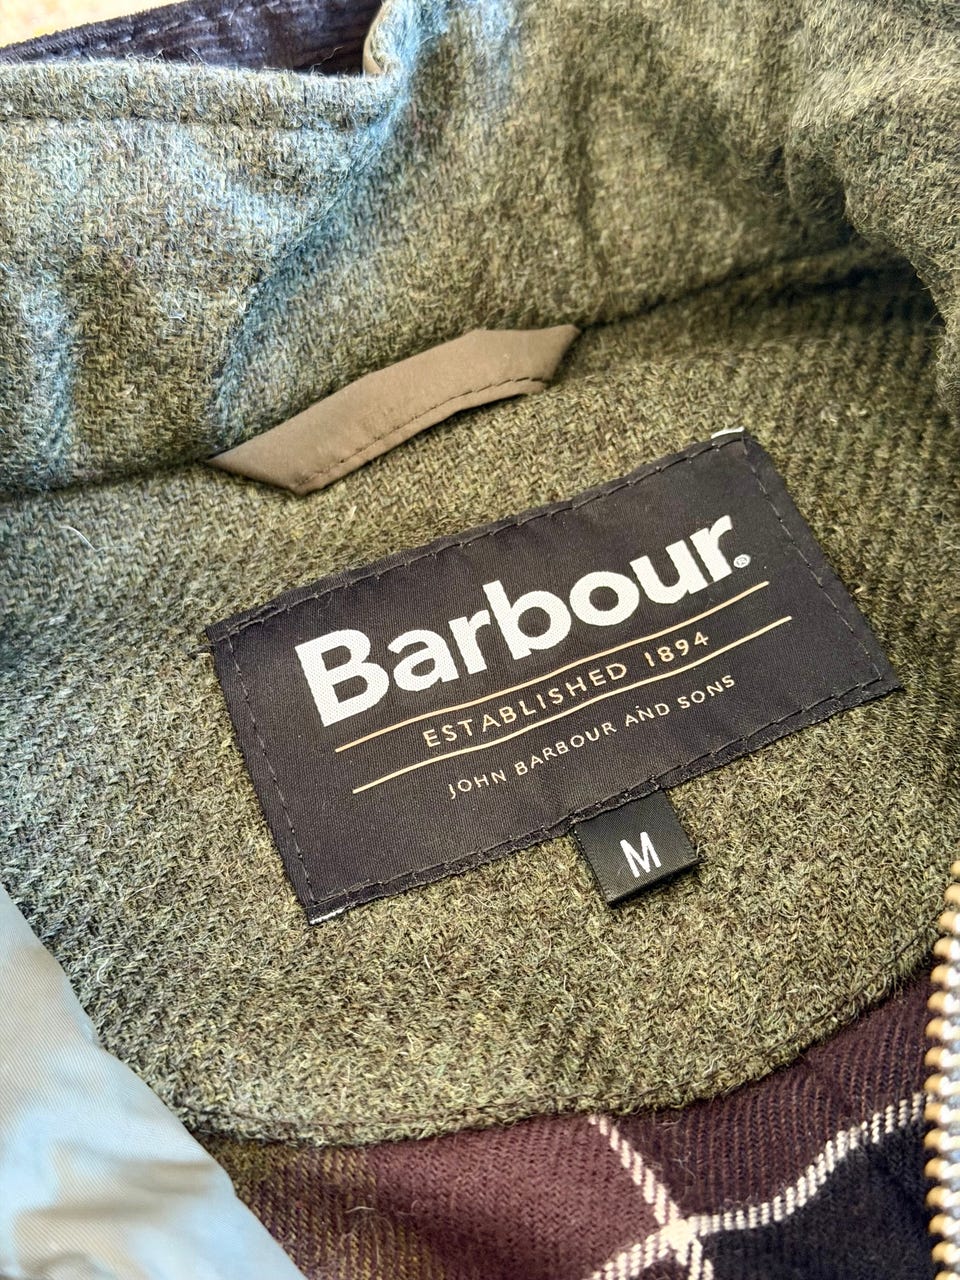 Barbour®
ESTABLISHED 1894
JOHN BARBOUR AND SONS
M